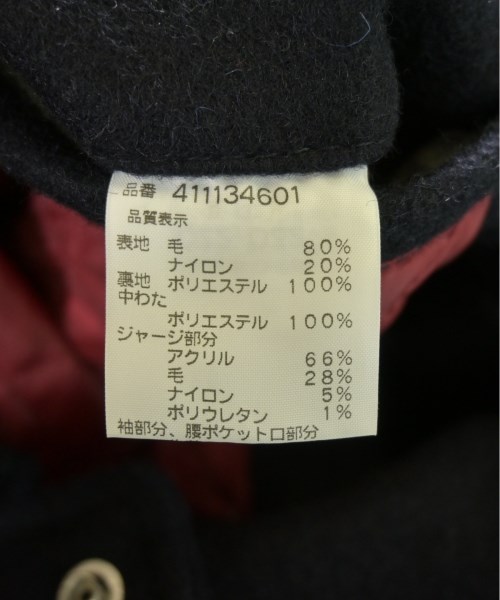 品番 411134601
品質表示
表地 毛 80%
ナイロン 20%
裏地 ポリエステル 100%
中わた
ポリエステル 100%
ジャージ部分
アクリル 66%
毛 28%
ナイロン 5%
ポリウレタン 1%
袖部分、腰ポケット口部分